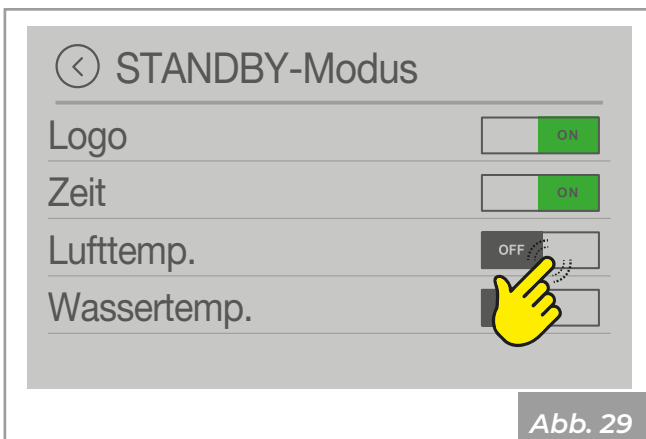 STANDBY-Modus
Logo ON
Zeit ON
Lufttemp. OFF
Wassertemp.
Abb. 29